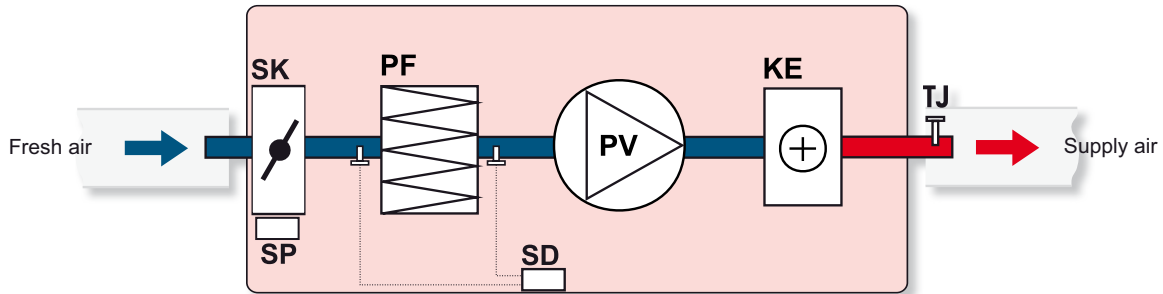 SK
PF
KE
TJ
Fresh air
PV
Supply air
SP
SD